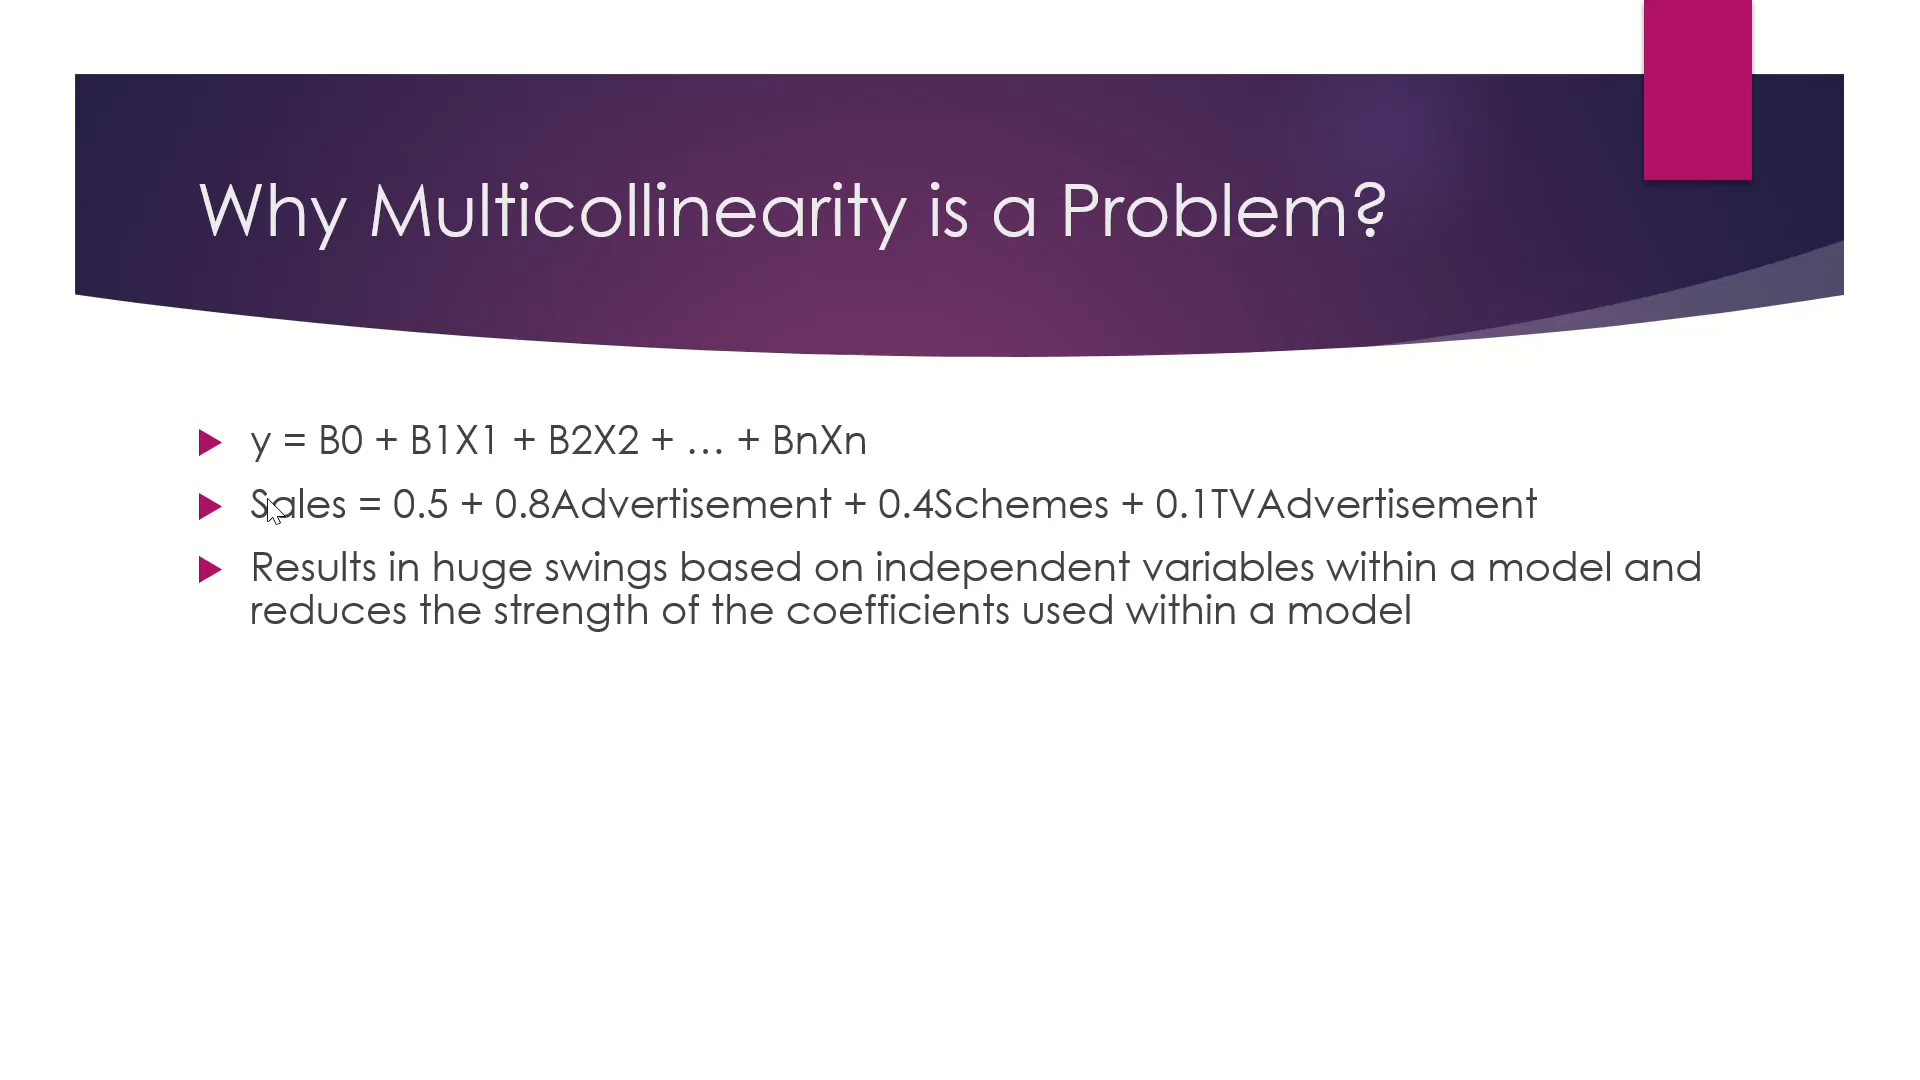 Why Multicollinearity is a Problem?
y = B0 + B1X1 + B2X2 + … + BnXn
Sales = 0.5 + 0.8Advertisement + 0.4Schemes + 0.1TVAdvertisement
Results in huge swings based on independent variables within a model and
reduces the strength of the coefficients used within a model